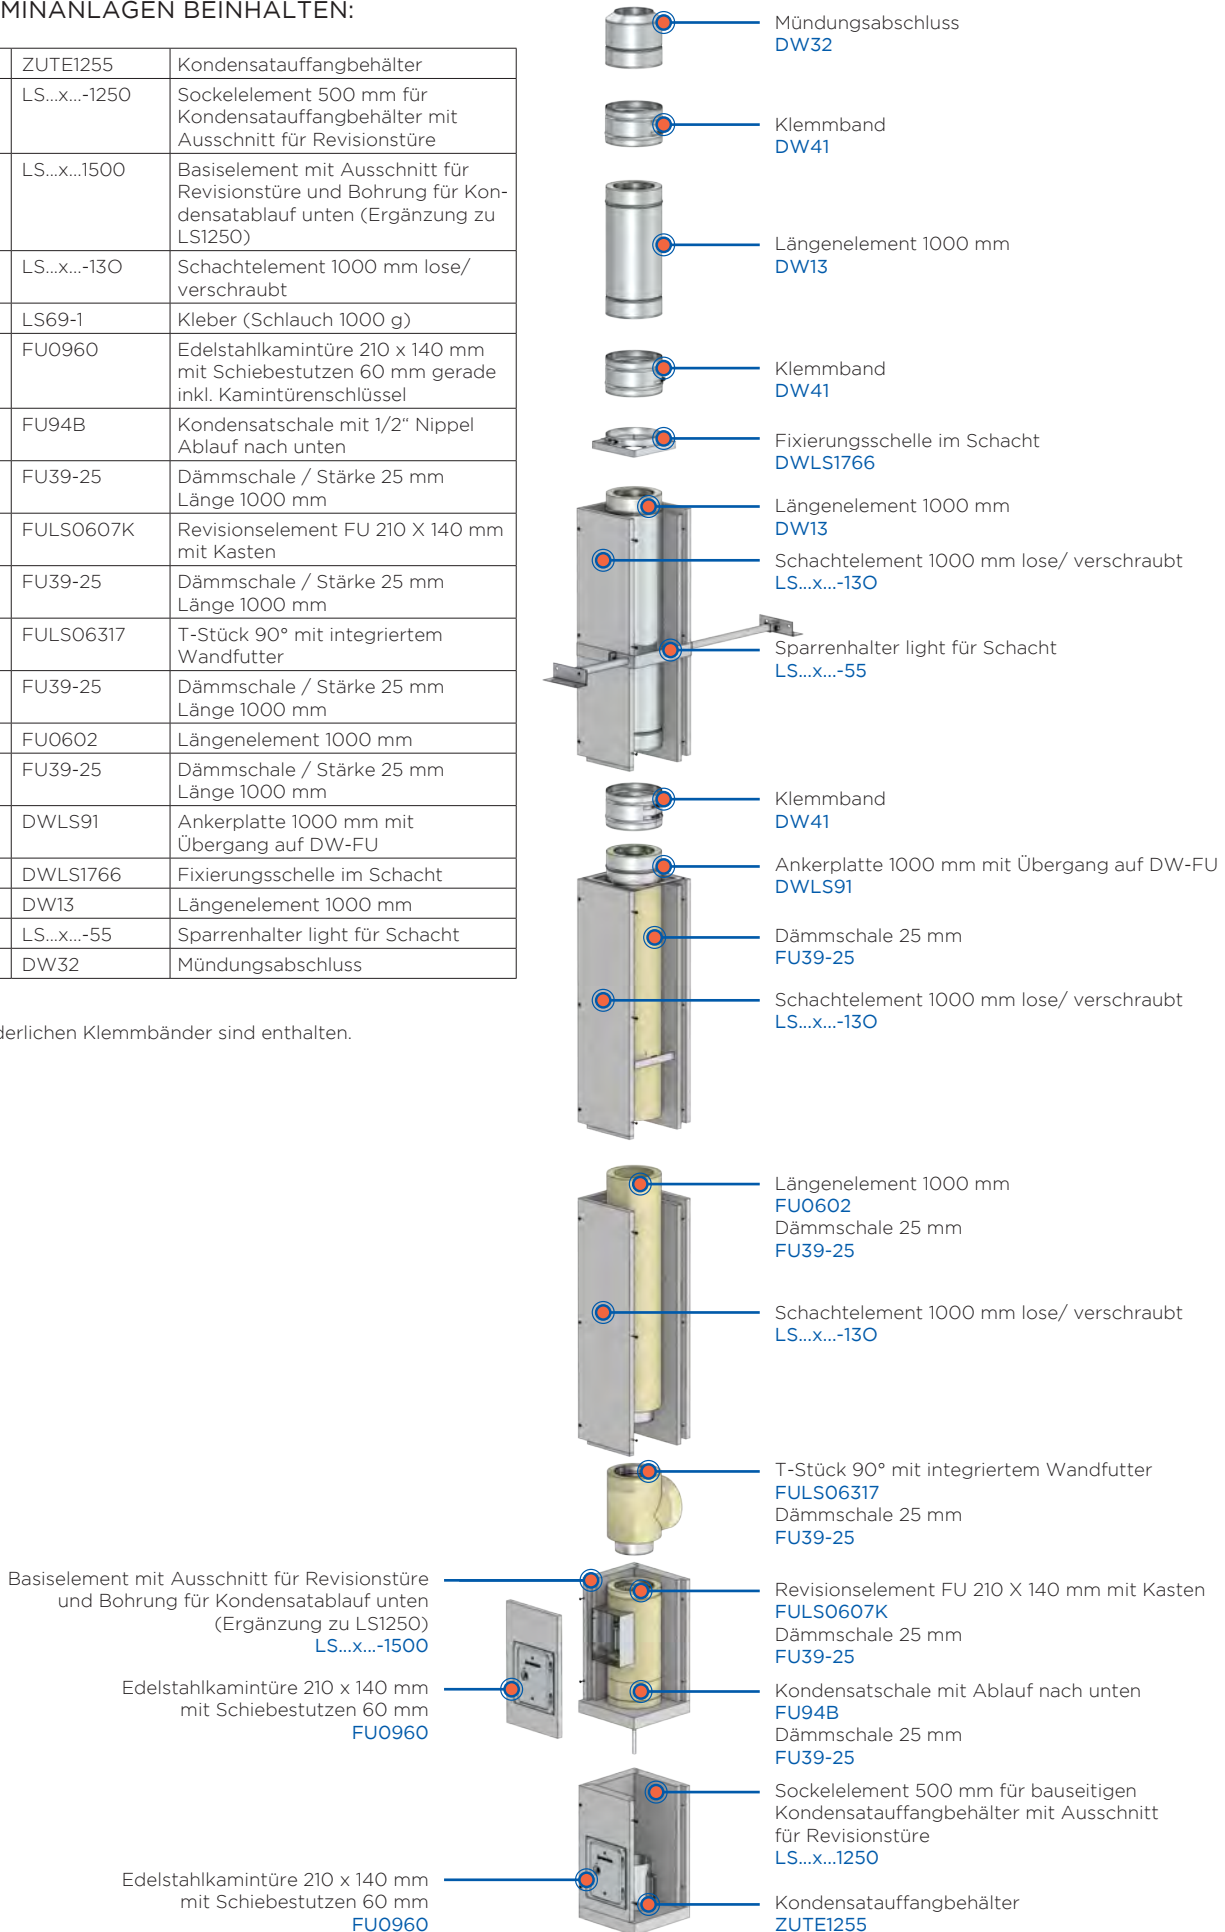 MINANLAGEN BEINHALTEN:
ZUTE1255 Kondensatauffangbehälter
LS...x...-1250 Sockelelement 500 mm für
Kondensatauffangbehälter mit
Ausschnitt für Revisionstüre
LS...x...1500 Basiselement mit Ausschnitt für
Revisionstüre und Bohrung für Kon-
densatablauf unten (Ergänzung zu
LS1250)
LS...x...-13O Schachtelement 1000 mm lose/
verschraubt
LS69-1 Kleber (Schlauch 1000 g)
FU0960 Edelstahlkamintüre 210 x 140 mm
mit Schiebestutzen 60 mm gerade
inkl. Kamintürenschlüssel
FU94B Kondensatschale mit 1/2“ Nippel
Ablauf nach unten
FU39-25 Dämmschale / Stärke 25 mm
Länge 1000 mm
FULS0607K Revisionselement FU 210 X 140 mm
mit Kasten
FU39-25 Dämmschale / Stärke 25 mm
Länge 1000 mm
FULS06317 T-Stück 90° mit integriertem
Wandfutter
FU39-25 Dämmschale / Stärke 25 mm
Länge 1000 mm
FU0602 Längenelement 1000 mm
FU39-25 Dämmschale / Stärke 25 mm
Länge 1000 mm
DWLS91 Ankerplatte 1000 mm mit
Übergang auf DW-FU
DWLS1766 Fixierungsschelle im Schacht
DW13 Längenelement 1000 mm
LS...x...-55 Sparrenhalter light für Schacht
DW32 Mündungsabschluss
derlichen Klemmbänder sind enthalten.
Mündungsabschluss
DW32
Klemmband
DW41
Längenelement 1000 mm
DW13
Klemmband
DW41
Fixierungsschelle im Schacht
DWLS1766
Längenelement 1000 mm
DW13
Schachtelement 1000 mm lose/ verschraubt
LS...x...-13O
Sparrenhalter light für Schacht
LS...x...-55
Klemmband
DW41
Ankerplatte 1000 mm mit Übergang auf DW-FU
DWLS91
Dämmschale 25 mm
FU39-25
Schachtelement 1000 mm lose/ verschraubt
LS...x...-13O
Längenelement 1000 mm
FU0602
Dämmschale 25 mm
FU39-25
Schachtelement 1000 mm lose/ verschraubt
LS...x...-13O
T-Stück 90° mit integriertem Wandfutter
FULS06317
Dämmschale 25 mm
FU39-25
Basiselement mit Ausschnitt für Revisionstüre
und Bohrung für Kondensatablauf unten
(Ergänzung zu LS1250)
LS...x...-1500
Edelstahlkamintüre 210 x 140 mm
mit Schiebestutzen 60 mm
FU0960
Revisionselement FU 210 X 140 mm mit Kasten
FULS0607K
Dämmschale 25 mm
FU39-25
Kondensatschale mit Ablauf nach unten
FU94B
Dämmschale 25 mm
FU39-25
Sockelelement 500 mm für bauseitigen
Kondensatauffangbehälter mit Ausschnitt
für Revisionstüre
LS...x...1250
Edelstahlkamintüre 210 x 140 mm
mit Schiebestutzen 60 mm
FU0960
Kondensatauffangbehälter
ZUTE1255